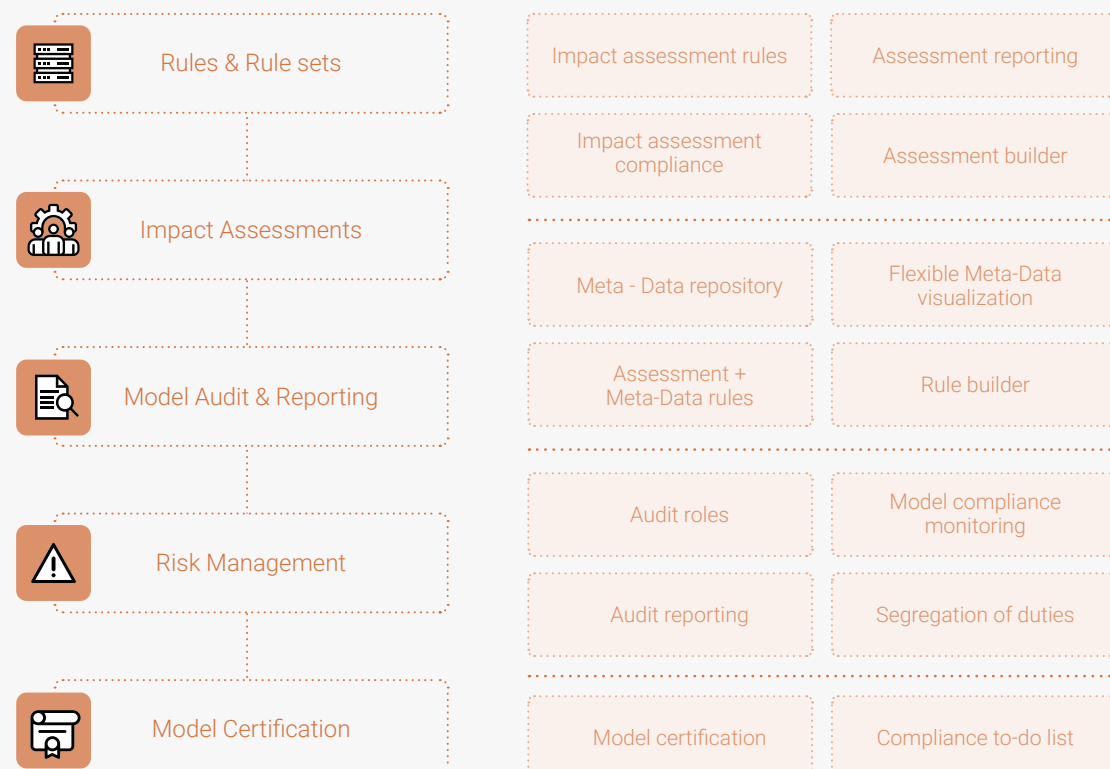 Rules & Rule sets
Impact Assessments
Model Audit & Reporting
Risk Management
Model Certification
Impact assessment rules
Assessment reporting
Impact assessment
compliance
Assessment builder
Meta - Data repository
Flexible Meta-Data
visualization
Assessment +
Meta-Data rules
Rule builder
Audit roles
Model compliance
monitoring
Audit reporting
Segregation of duties
Model certification
Compliance to-do list